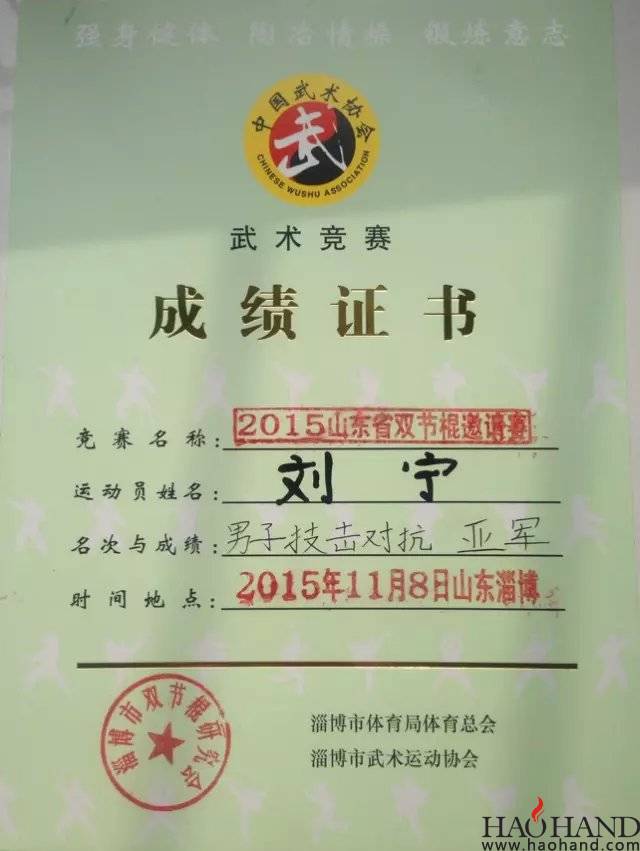 强身健体 陶冶情操 锻炼意志
中国武术协会
武
CHINESE WUSHU ASSOCIATION
武术竞赛
成绩证书
竞赛名称：2015山东省双节棍邀请赛
运动员姓名：刘宁
名次与成绩：男子技击对抗 亚军
时间地点：2015年11月8日山东淄博
淄博市双节棍研究会
淄博市体育局体育总会
淄博市武术运动协会
HAOHAND
www.haohand.com